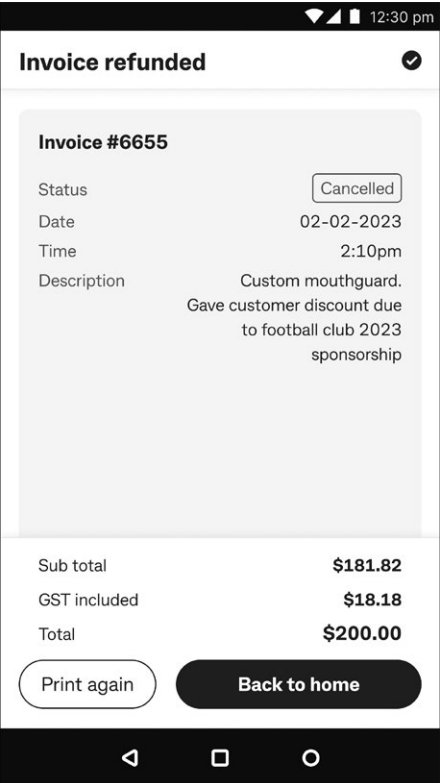 12:30 pm
Invoice refunded
Invoice #6655
Status Cancelled
Date 02-02-2023
Time 2:10pm
Description Custom mouthguard.
Gave customer discount due
to football club 2023
sponsorship
Sub total $181.82
GST included $18.18
Total $200.00
Print again Back to home